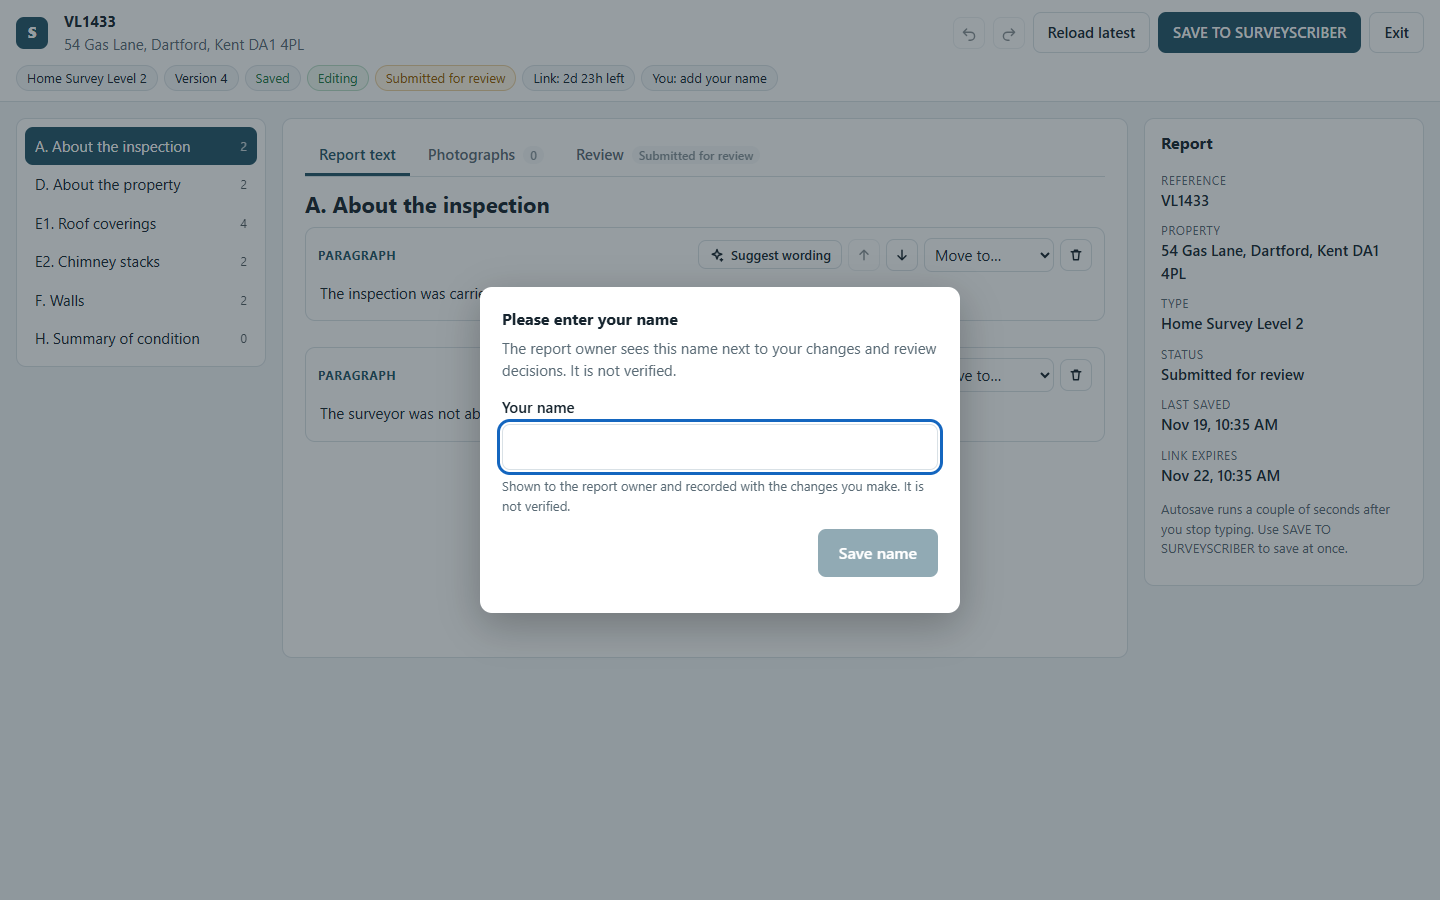 S
VL1433
54 Gas Lane, Dartford, Kent DA1 4PL
Reload latest
SAVE TO SURVEYSCRIBER
Exit
Home Survey Level 2
Version 4
Saved
Editing
Submitted for review
Link: 2d 23h left
You: add your name
A. About the inspection 2
D. About the property 2
E1. Roof coverings 4
E2. Chimney stacks 2
F. Walls 2
H. Summary of condition 0
Report text
Photographs 0
Review Submitted for review
A. About the inspection
PARAGRAPH
Suggest wording
Move to...
The inspection was
PARAGRAPH
to...
The surveyor was not
Please enter your name
The report owner sees this name next to your changes and review
decisions. It is not verified.
Your name
Shown to the report owner and recorded with the changes you make. It is
not verified.
Save name
Report
REFERENCE
VL1433
PROPERTY
54 Gas Lane, Dartford, Kent DA1
4PL
TYPE
Home Survey Level 2
STATUS
Submitted for review
LAST SAVED
Nov 19, 10:35 AM
LINK EXPIRES
Nov 22, 10:35 AM
Autosave runs a couple of seconds after
you stop typing. Use SAVE TO
SURVEYSCRIBER to save at once.